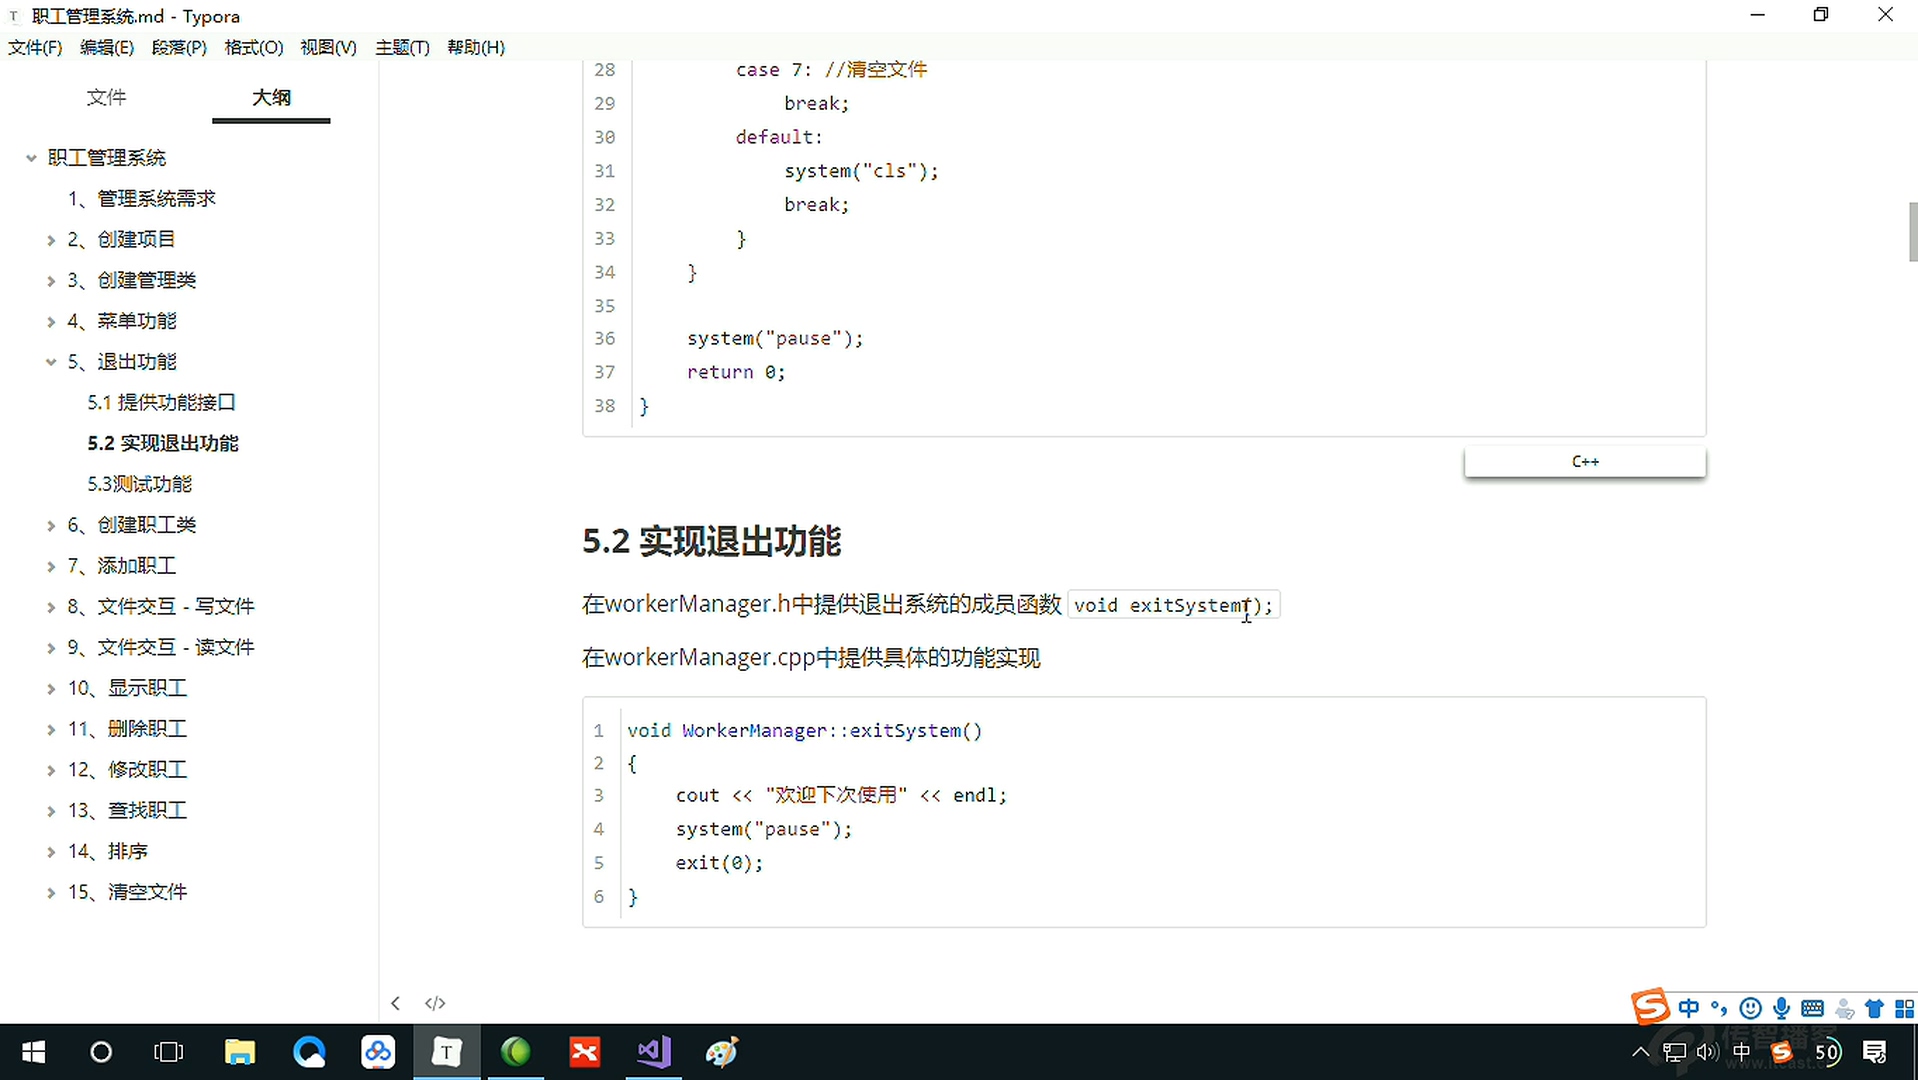 职工管理系统.md - Typora
文件(F) 编辑(E) 段落(P) 格式(O) 视图(V) 主题(T) 帮助(H)
文件 大纲
职工管理系统
1、管理系统需求
2、创建项目
3、创建管理类
4、菜单功能
5、退出功能
5.1 提供功能接口
5.2 实现退出功能
5.3测试功能
6、创建职工类
7、添加职工
8、文件交互 - 写文件
9、文件交互 - 读文件
10、显示职工
11、删除职工
12、修改职工
13、查找职工
14、排序
15、清空文件
28 case 7: //清空文件
29 break;
30 default:
31 system("cls");
32 break;
33 }
34 }
35
36 system("pause");
37 return 0;
38 }
C++
5.2 实现退出功能
在workerManager.h中提供退出系统的成员函数 void exitSystem();
在workerManager.cpp中提供具体的功能实现
1 void WorkerManager::exitSystem()
2 {
3 cout << "欢迎下次使用" << endl;
4 system("pause");
5 exit(0);
6 }
中
传智播客
中 50
www.itcast.c